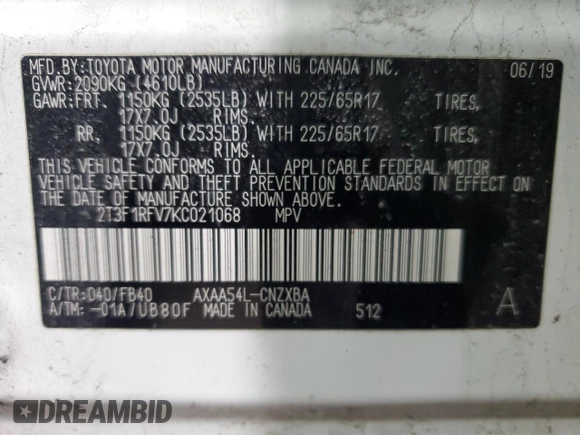 MFD.BY:TOYOTA MOTOR MANUFACTURING CANADA INC. 06/19
GVWR:2090KG (4610LB)
GAWR:FRT. 1150KG (2535LB) WITH 225/65R17 TIRES,
17X7.0J RIMS.
RR. 1150KG (2535LB) WITH 225/65R17 TIRES,
17X7.0J RIMS.
THIS VEHICLE CONFORMS TO ALL APPLICABLE FEDERAL MOTOR
VEHICLE SAFETY AND THEFT PREVENTION STANDARDS IN EFFECT ON
THE DATE OF MANUFACTURE SHOWN ABOVE.
2T3F1RFV7KC021068 MPV
C/TR:040/FB40 AXAA54L-CNZXBA A
A/TM:-01A/UB80F MADE IN CANADA 512
DREAMBID